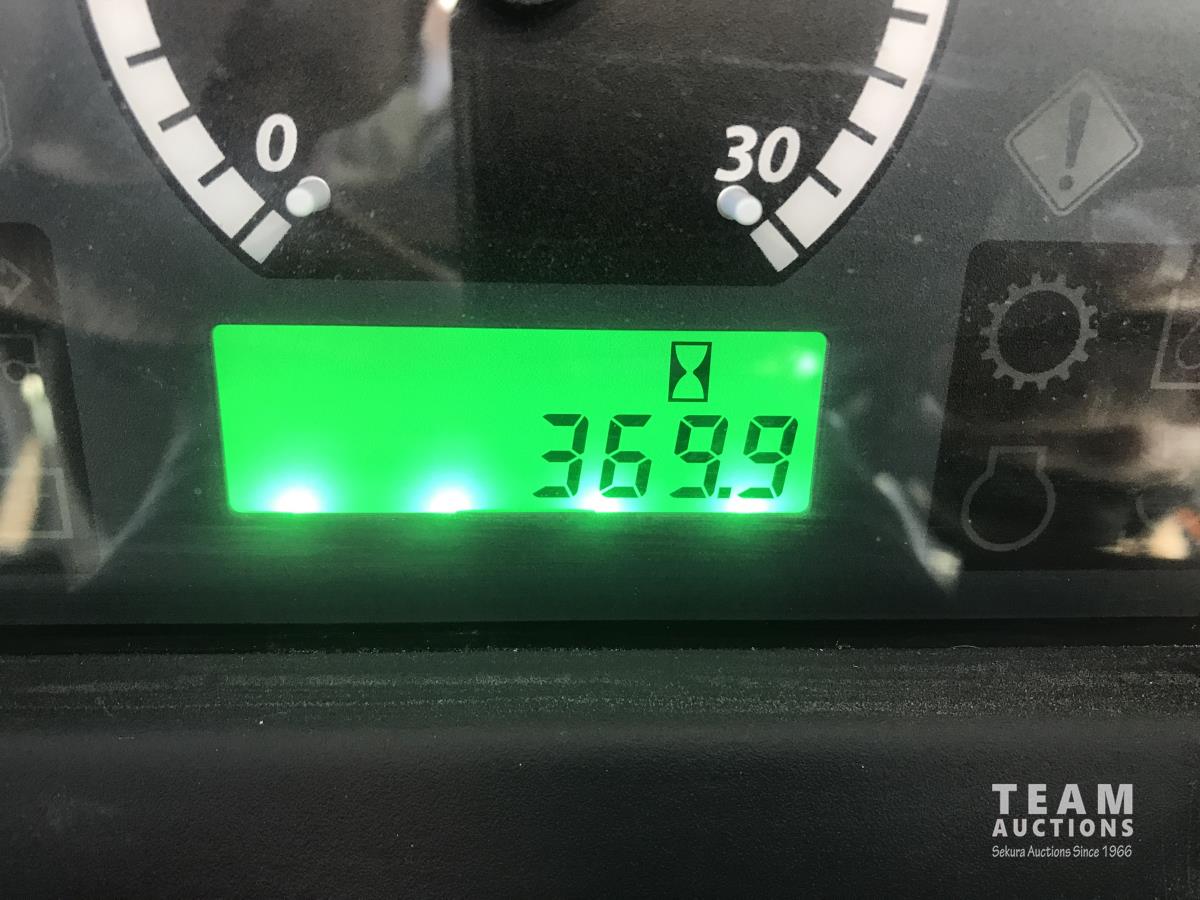 0
30
369.9
TEAM
AUCTIONS
Sekura Auctions Since 1966